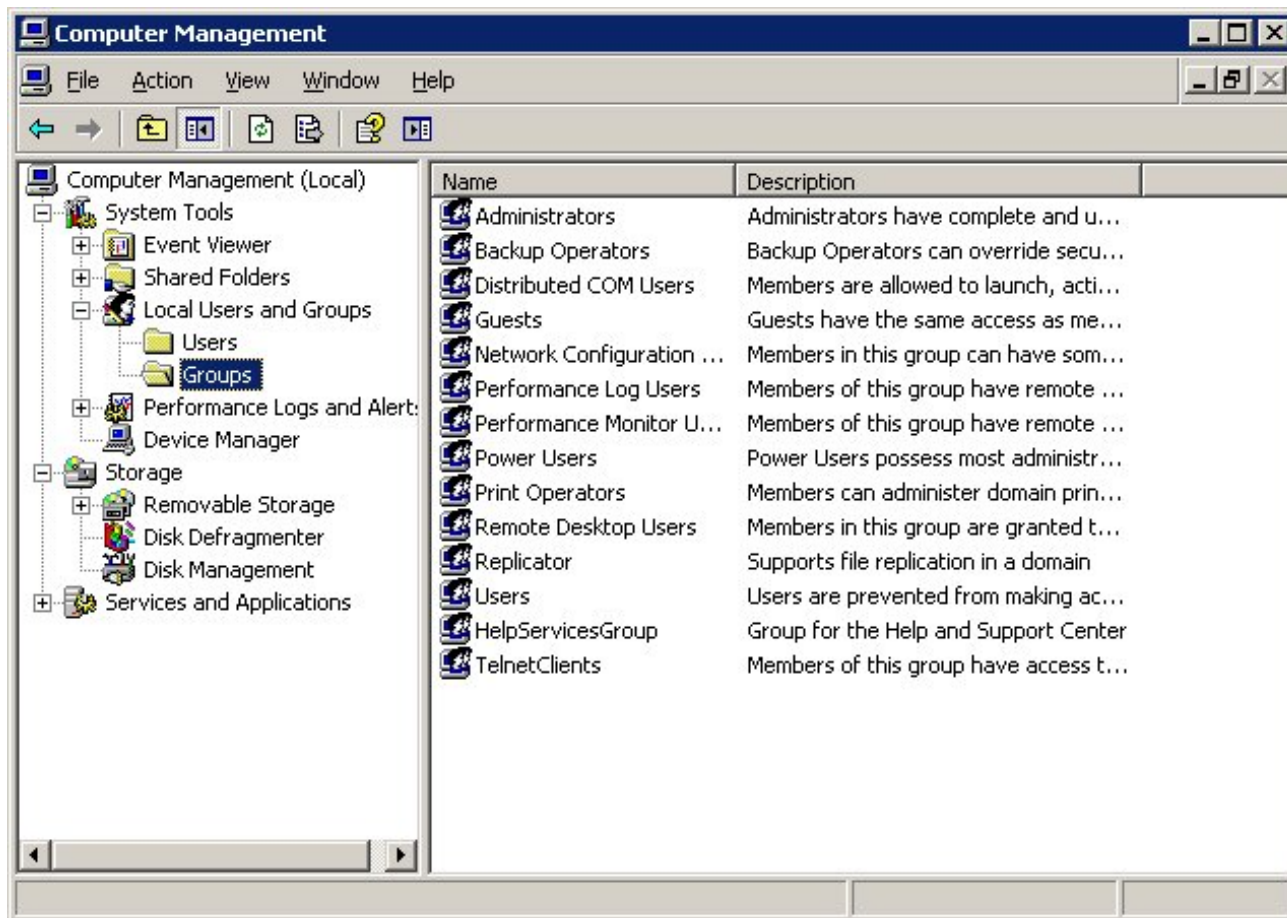 Computer Management
File Action View Window Help
Computer Management (Local)
System Tools
Event Viewer
Shared Folders
Local Users and Groups
Users
Groups
Performance Logs and Alert
Device Manager
Storage
Removable Storage
Disk Defragmenter
Disk Management
Services and Applications
Name Description
Administrators Administrators have complete and u...
Backup Operators Backup Operators can override secu...
Distributed COM Users Members are allowed to launch, acti...
Guests Guests have the same access as me...
Network Configuration ... Members in this group can have som...
Performance Log Users Members of this group have remote ...
Performance Monitor U... Members of this group have remote ...
Power Users Power Users possess most administr...
Print Operators Members can administer domain prin...
Remote Desktop Users Members in this group are granted t...
Replicator Supports file replication in a domain
Users Users are prevented from making ac...
HelpServicesGroup Group for the Help and Support Center
TelnetClients Members of this group have access t...